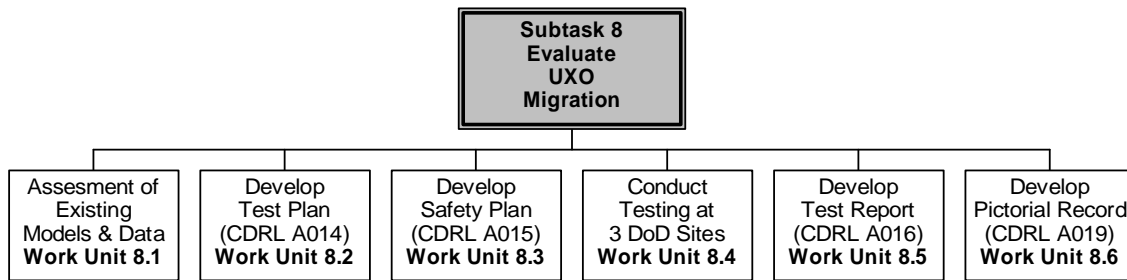 Subtask 8
Evaluate
UXO
Migration
Assesment of
Existing
Models & Data
Work Unit 8.1
Develop
Test Plan
(CDRL A014)
Work Unit 8.2
Develop
Safety Plan
(CDRL A015)
Work Unit 8.3
Conduct
Testing at
3 DoD Sites
Work Unit 8.4
Develop
Test Report
(CDRL A016)
Work Unit 8.5
Develop
Pictorial Record
(CDRL A019)
Work Unit 8.6